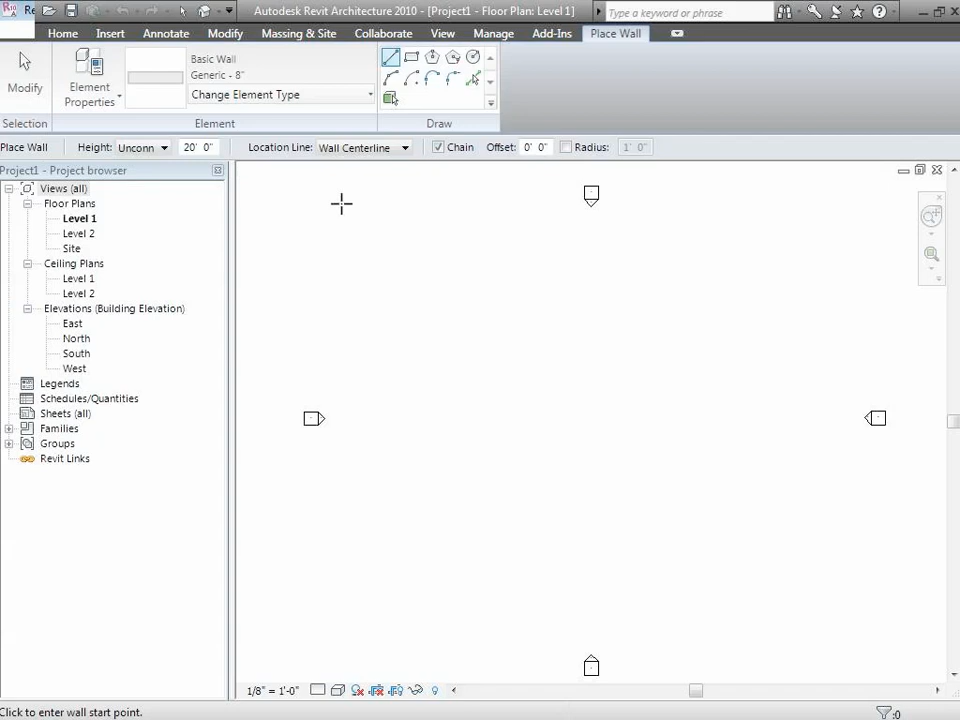 Re
Autodesk Revit Architecture 2010 - [Project1 - Floor Plan: Level 1]
Type a keyword or phrase
Home
Insert
Annotate
Modify
Massing & Site
Collaborate
View
Manage
Add-Ins
Place Wall
Modify
Element
Properties
Basic Wall
Generic - 8"
Change Element Type
Selection
Element
Draw
Place Wall
Height:
Unconn
20' 0"
Location Line:
Wall Centerline
Chain
Offset:
0' 0"
Radius:
1' 0"
Project1 - Project browser
Views (all)
Floor Plans
Level 1
Level 2
Site
Ceiling Plans
Level 1
Level 2
Elevations (Building Elevation)
East
North
South
West
Legends
Schedules/Quantities
Sheets (all)
Families
Groups
Revit Links
1/8" = 1'-0"
Click to enter wall start point.
:0